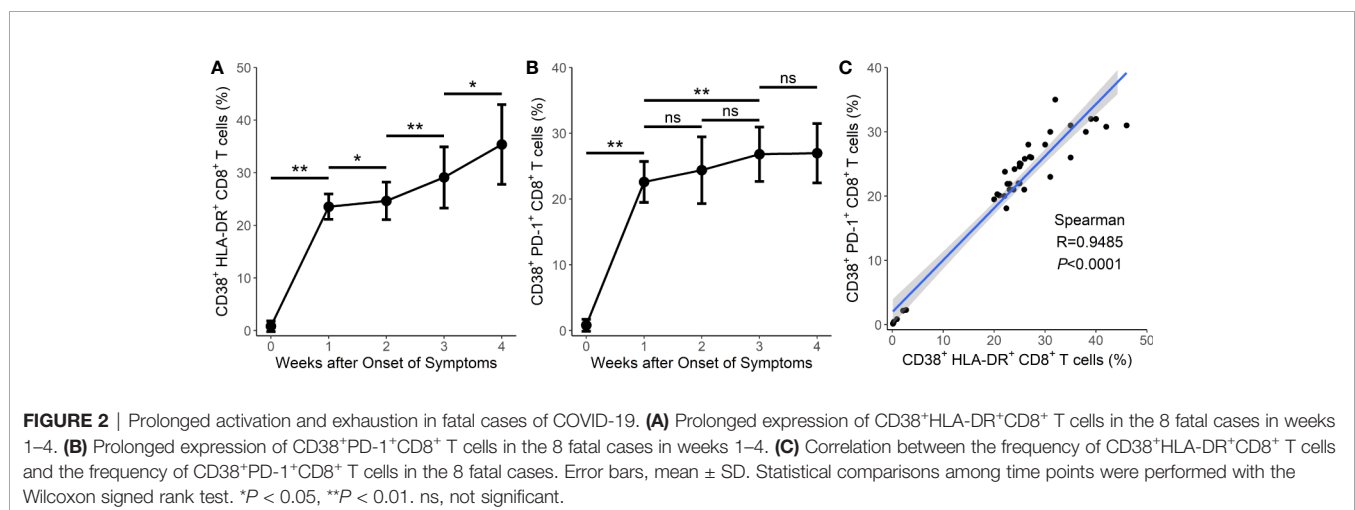 A
CD38⁺ HLA-DR⁺ CD8⁺ T cells (%)
50
40
30
20
10
0
**
*
**
*
0 1 2 3 4
Weeks after Onset of Symptoms
B
CD38⁺ PD-1⁺ CD8⁺ T cells (%)
40
30
20
10
0
**
ns
**
ns
ns
0 1 2 3 4
Weeks after Onset of Symptoms
C
CD38⁺ PD-1⁺ CD8⁺ T cells (%)
40
30
20
10
0
Spearman
R=0.9485
P<0.0001
0 10 20 30 40 50
CD38⁺ HLA-DR⁺ CD8⁺ T cells (%)
FIGURE 2 | Prolonged activation and exhaustion in fatal cases of COVID-19. (A) Prolonged expression of CD38⁺HLA-DR⁺CD8⁺ T cells in the 8 fatal cases in weeks
1–4. (B) Prolonged expression of CD38⁺PD-1⁺CD8⁺ T cells in the 8 fatal cases in weeks 1–4. (C) Correlation between the frequency of CD38⁺HLA-DR⁺CD8⁺ T cells
and the frequency of CD38⁺PD-1⁺CD8⁺ T cells in the 8 fatal cases. Error bars, mean ± SD. Statistical comparisons among time points were performed with the
Wilcoxon signed rank test. *P < 0.05, **P < 0.01. ns, not significant.